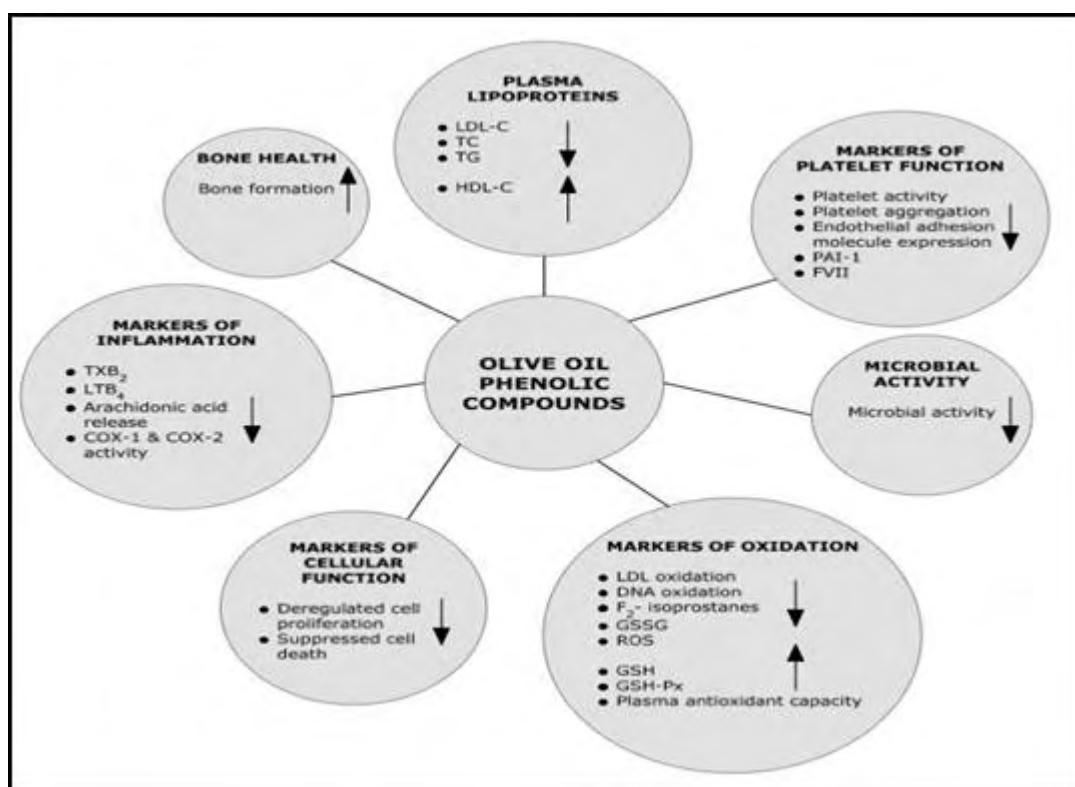 PLASMA
LIPOPROTEINS
● LDL-C
● TC
● TG
● HDL-C
BONE HEALTH
Bone formation
MARKERS OF
PLATELET FUNCTION
● Platelet activity
● Platelet aggregation
● Endothelial adhesion
molecule expression
● PAI-1
● FVII
MARKERS OF
INFLAMMATION
● TXB₂
● LTB₄
● Arachidonic acid
release
● COX-1 & COX-2
activity
OLIVE OIL
PHENOLIC
COMPOUNDS
MICROBIAL
ACTIVITY
Microbial activity
MARKERS OF
CELLULAR
FUNCTION
● Deregulated cell
proliferation
● Suppressed cell
death
MARKERS OF OXIDATION
● LDL oxidation
● DNA oxidation
● F₂- isoprostanes
● GSSG
● ROS
● GSH
● GSH-Px
● Plasma antioxidant capacity